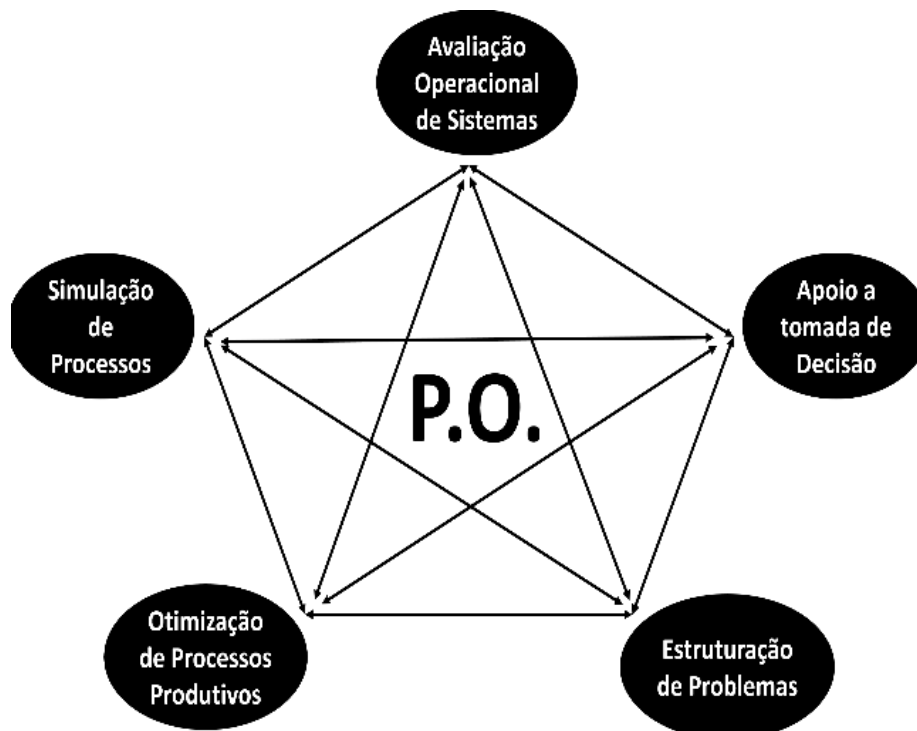 Avaliação
Operacional
de Sistemas
Simulação
de
Processos
Apoio a
tomada de
Decisão
P.O.
Otimização
de Processos
Produtivos
Estruturação
de Problemas